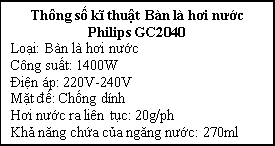 Thông số kĩ thuật Bàn là hơi nước
Philips GC2040
Loại: Bàn là hơi nước
Công suất: 1400W
Điện áp: 220V-240V
Mặt đế: Chống dính
Hơi nước ra liên tục: 20g/ph
Khả năng chứa của ngăng nước: 270ml